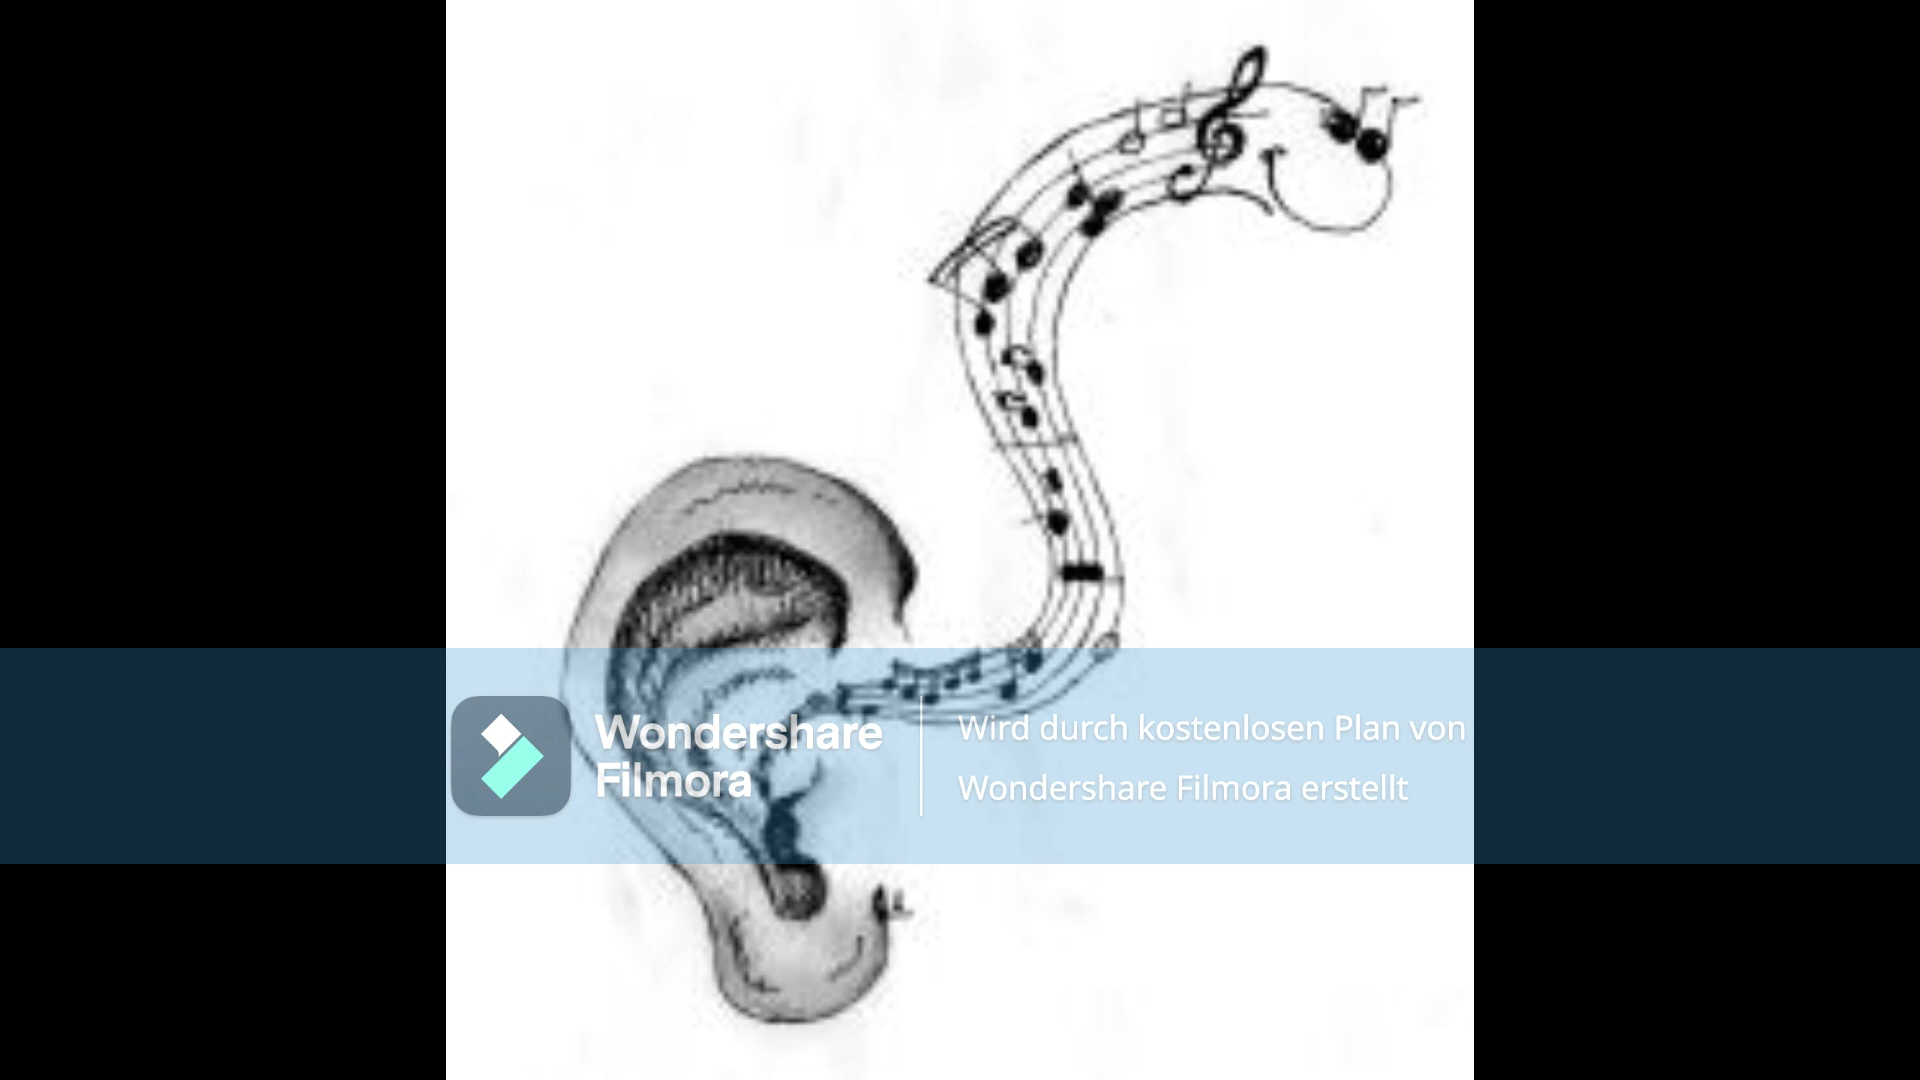 Wondershare
Filmora
Wird durch kostenlosen Plan von
Wondershare Filmora erstellt